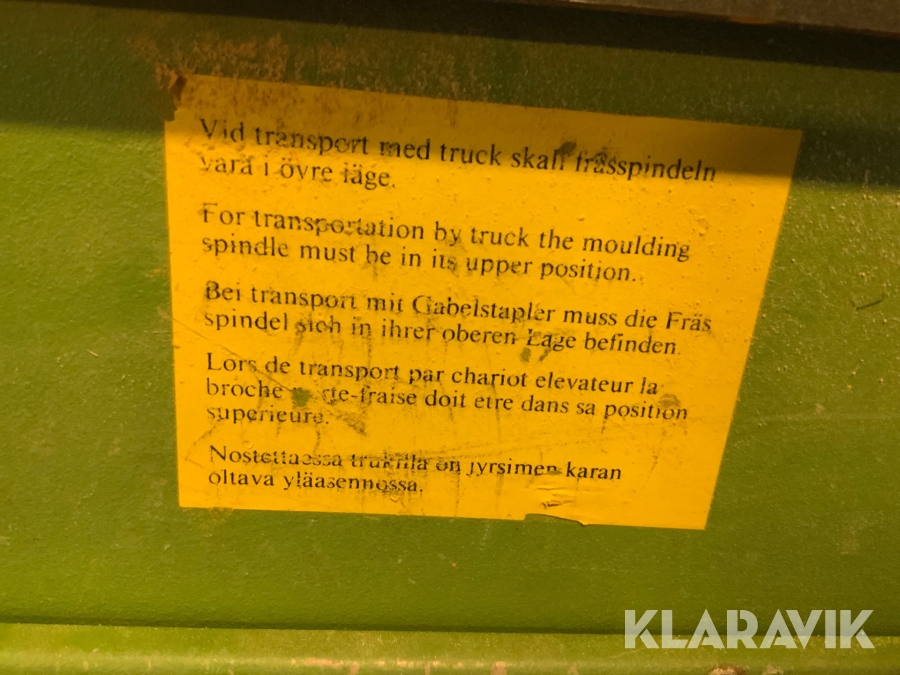 Vid transport med truck skall frässpindeln
vara i övre läge.
For transportation by truck the moulding
spindle must be in its upper position.
Bei transport mit Gabelstapler muss die Fräs
spindel sich in ihrer oberen Lage befinden.
Lors de transport par chariot elevateur la
broche porte-fraise doit etre dans sa position
superieure.
Nostettaessa trukilla on jyrsimen karan
oltava yläasennossa.
KLARAVIK